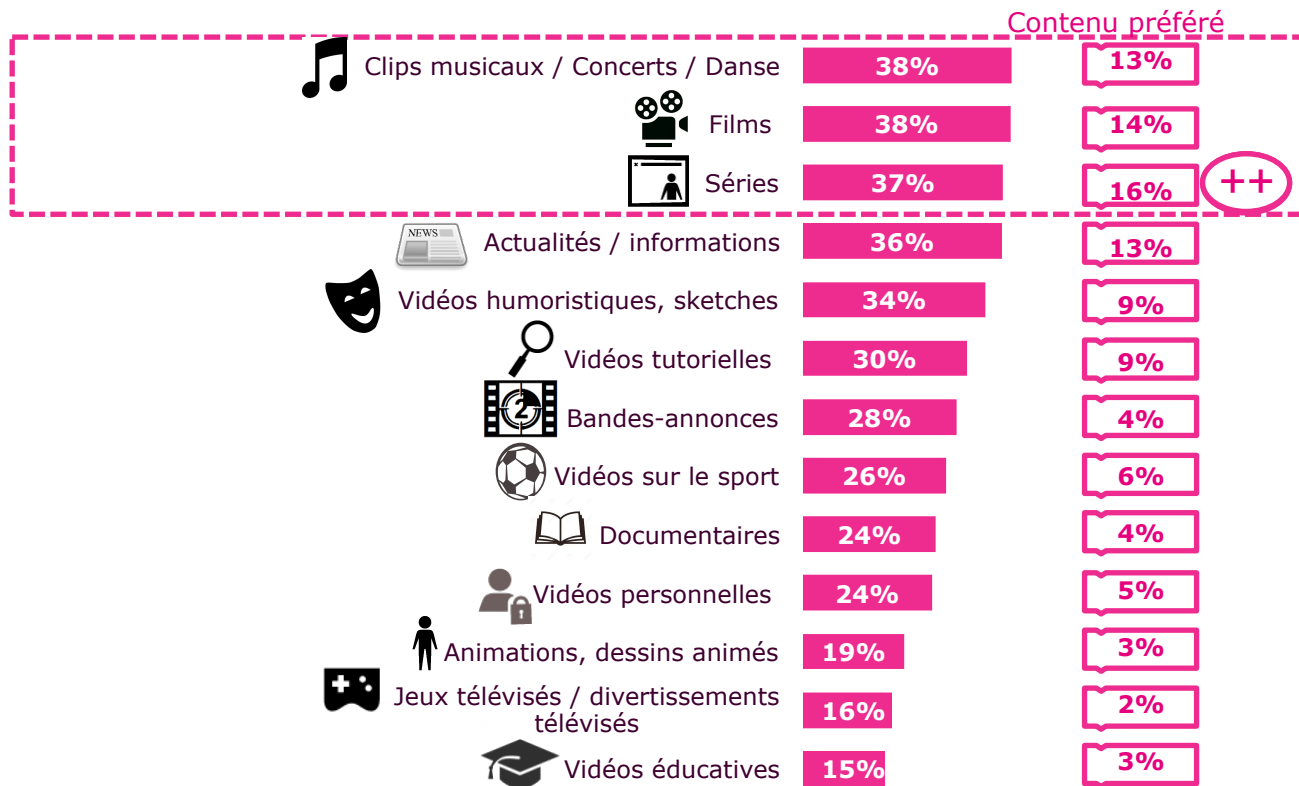 Contenu préféré
Clips musicaux / Concerts / Danse 38% 13%
Films 38% 14%
Séries 37% 16% ++
NEWS
Actualités / informations 36% 13%
Vidéos humoristiques, sketches 34% 9%
Vidéos tutorielles 30% 9%
2
Bandes-annonces 28% 4%
Vidéos sur le sport 26% 6%
Documentaires 24% 4%
Vidéos personnelles 24% 5%
Animations, dessins animés 19% 3%
Jeux télévisés / divertissements
télévisés 16% 2%
Vidéos éducatives 15% 3%